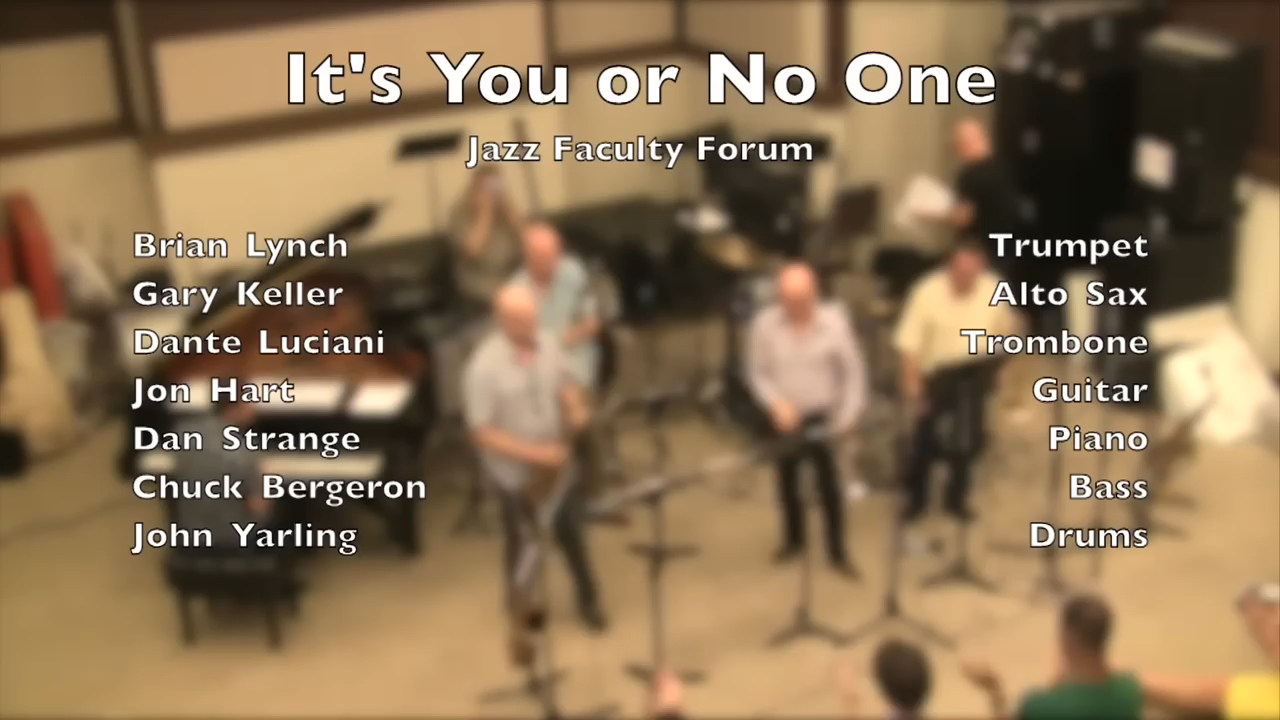 It's You or No One
Jazz Faculty Forum
Brian Lynch Trumpet
Gary Keller Alto Sax
Dante Luciani Trombone
Jon Hart Guitar
Dan Strange Piano
Chuck Bergeron Bass
John Yarling Drums